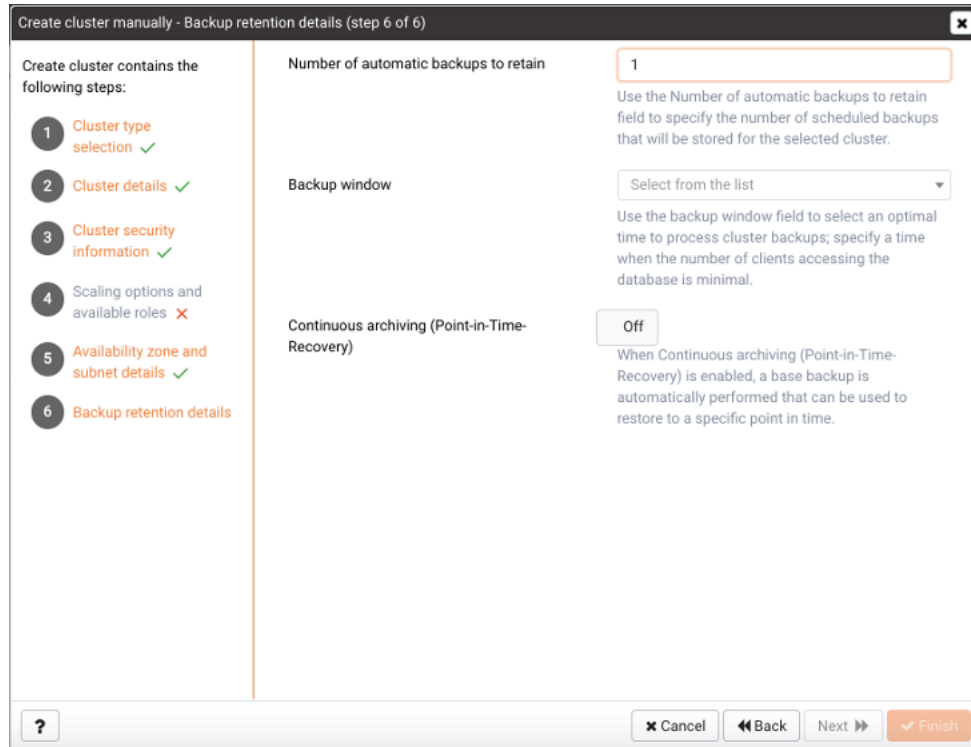 Create cluster manually - Backup retention details (step 6 of 6)
Create cluster contains the
following steps:
1 Cluster type
selection
2 Cluster details
3 Cluster security
information
4 Scaling options and
available roles
5 Availability zone and
subnet details
6 Backup retention details
Number of automatic backups to retain
1
Use the Number of automatic backups to retain
field to specify the number of scheduled backups
that will be stored for the selected cluster.
Backup window
Select from the list
Use the backup window field to select an optimal
time to process cluster backups; specify a time
when the number of clients accessing the
database is minimal.
Continuous archiving (Point-in-Time-
Recovery)
Off
When Continuous archiving (Point-in-Time-
Recovery) is enabled, a base backup is
automatically performed that can be used to
restore to a specific point in time.
? Cancel Back Next Finish